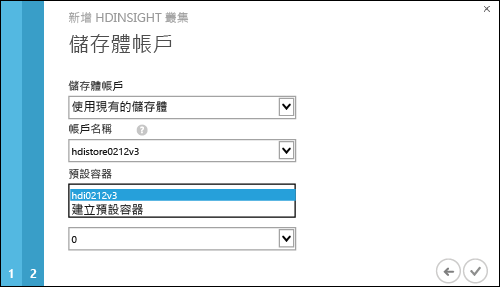 新增 HDINSIGHT 叢集
儲存體帳戶
儲存體帳戶
使用現有的儲存體
帳戶名稱 ?
hdistore0212v3
預設容器
hdi0212v3
建立預設容器
0
1 2